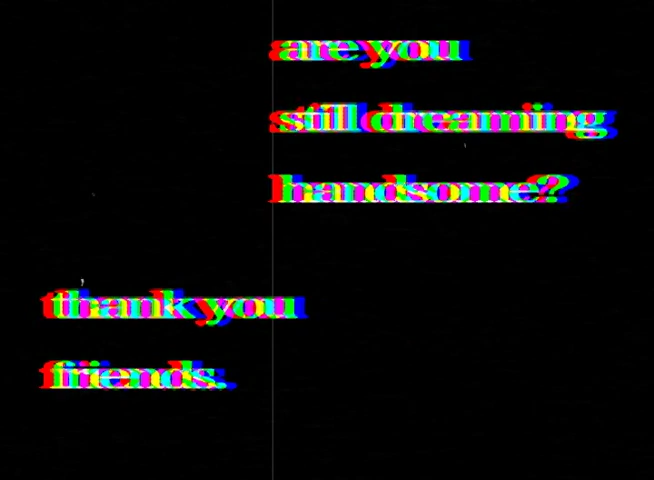 are you
still dreaming
handsome?
thank you
friends.